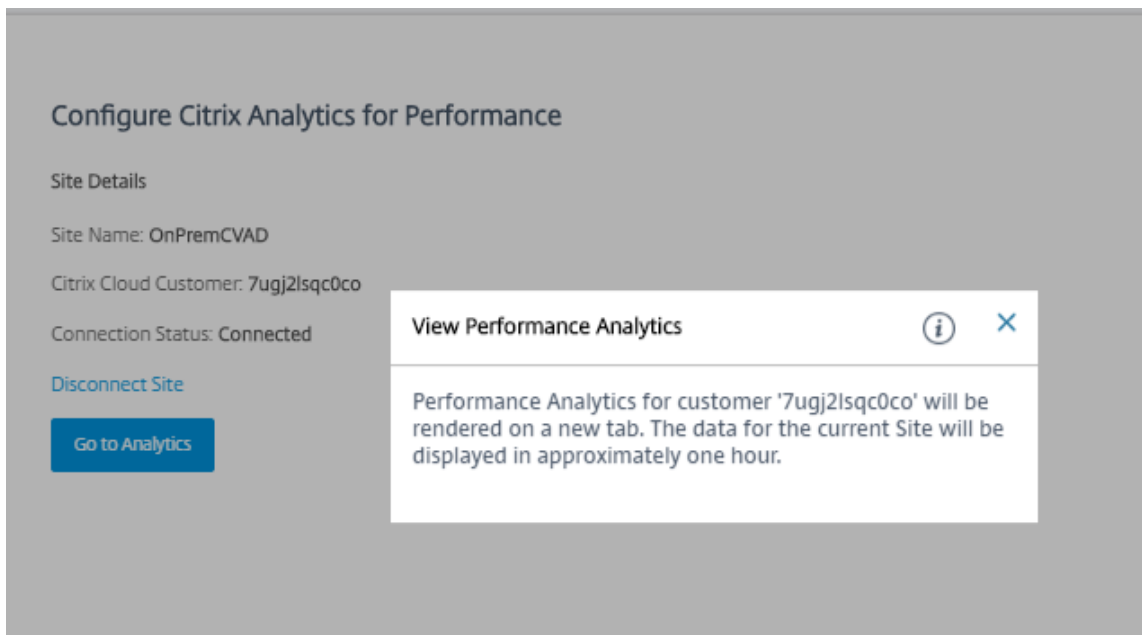 Configure Citrix Analytics for Performance
Site Details
Site Name: OnPremCVAD
Citrix Cloud Customer: 7ugj2lsqc0co
Connection Status: Connected
Disconnect Site
Go to Analytics
View Performance Analytics
Performance Analytics for customer '7ugj2lsqc0co' will be
rendered on a new tab. The data for the current Site will be
displayed in approximately one hour.